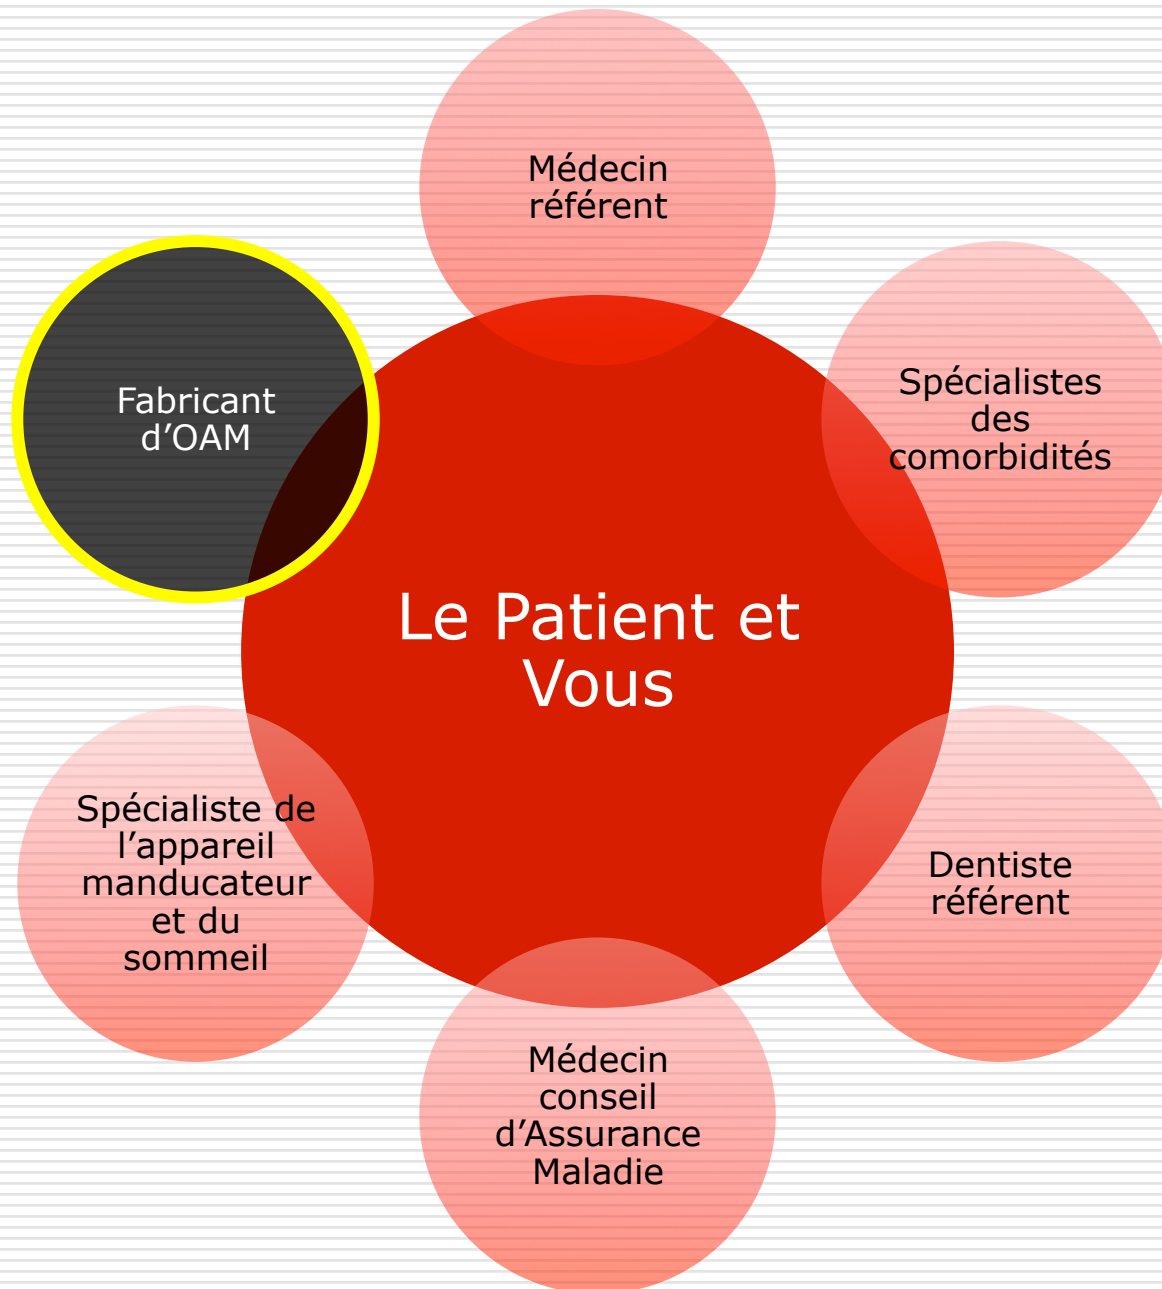 Médecin
référent
Spécialistes
des
comorbidités
Fabricant
d’OAM
Le Patient et
Vous
Spécialiste de
l’appareil
manducateur
et du
sommeil
Dentiste
référent
Médecin
conseil
d’Assurance
Maladie